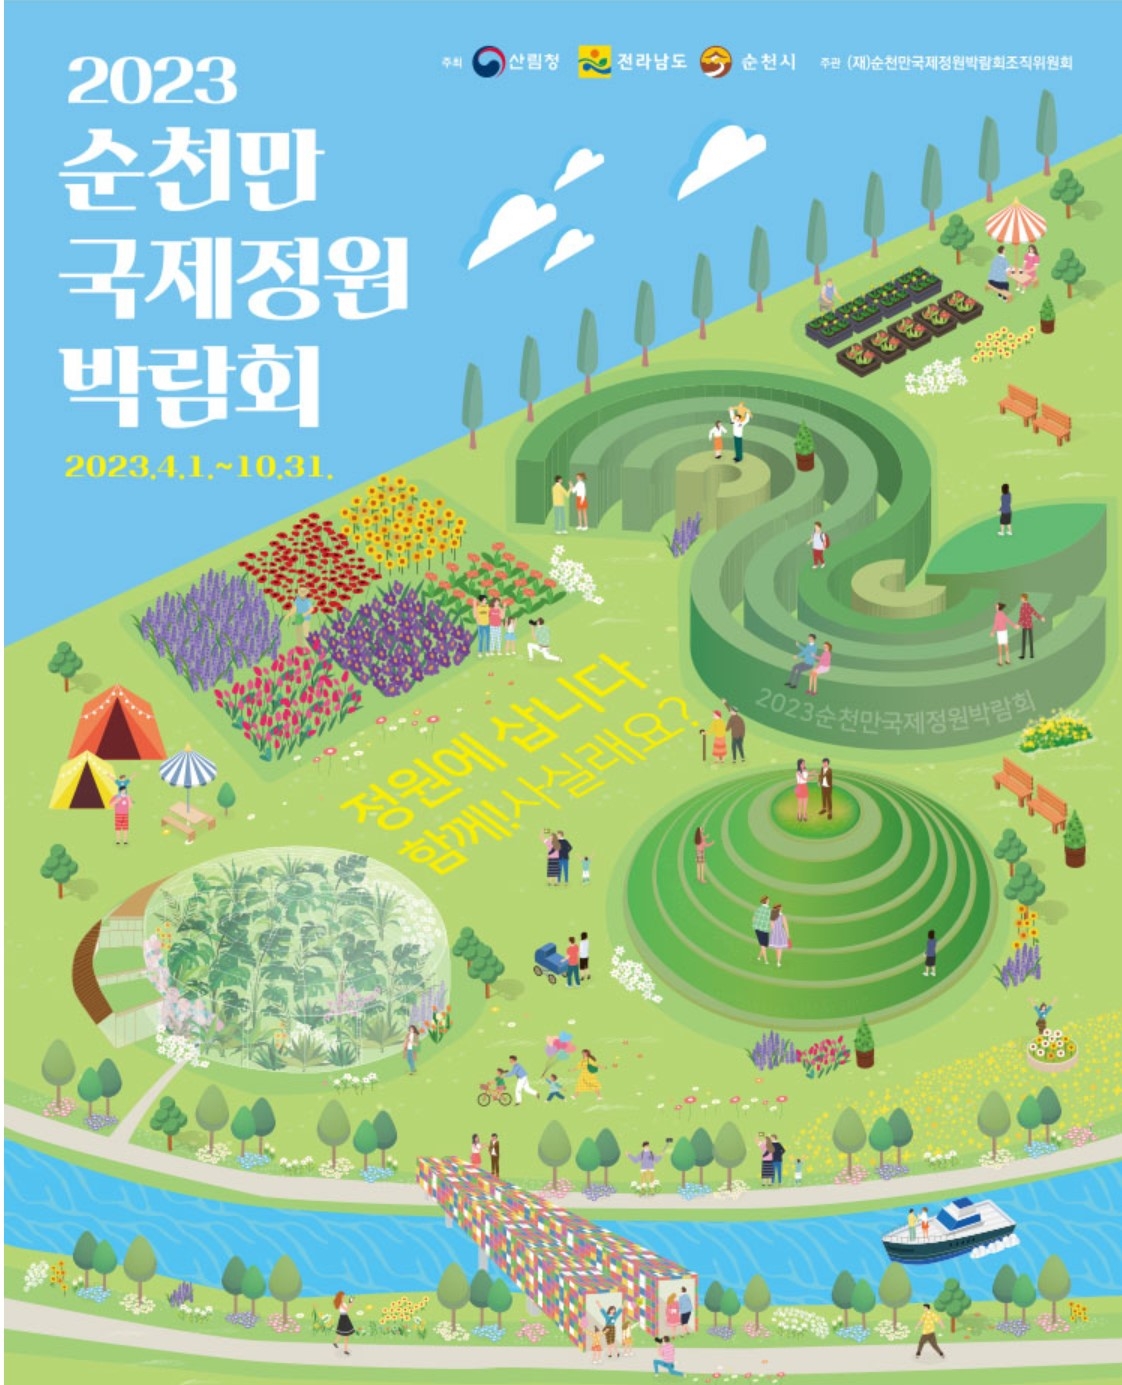 주최 산림청 전라남도 순천시 주관 (재)순천만국제정원박람회조직위원회
2023
순천만
국제정원
박람회
2023.4.1.~10.31.
정원에 삽니다
함께!사실래요?
2023순천만국제정원박람회